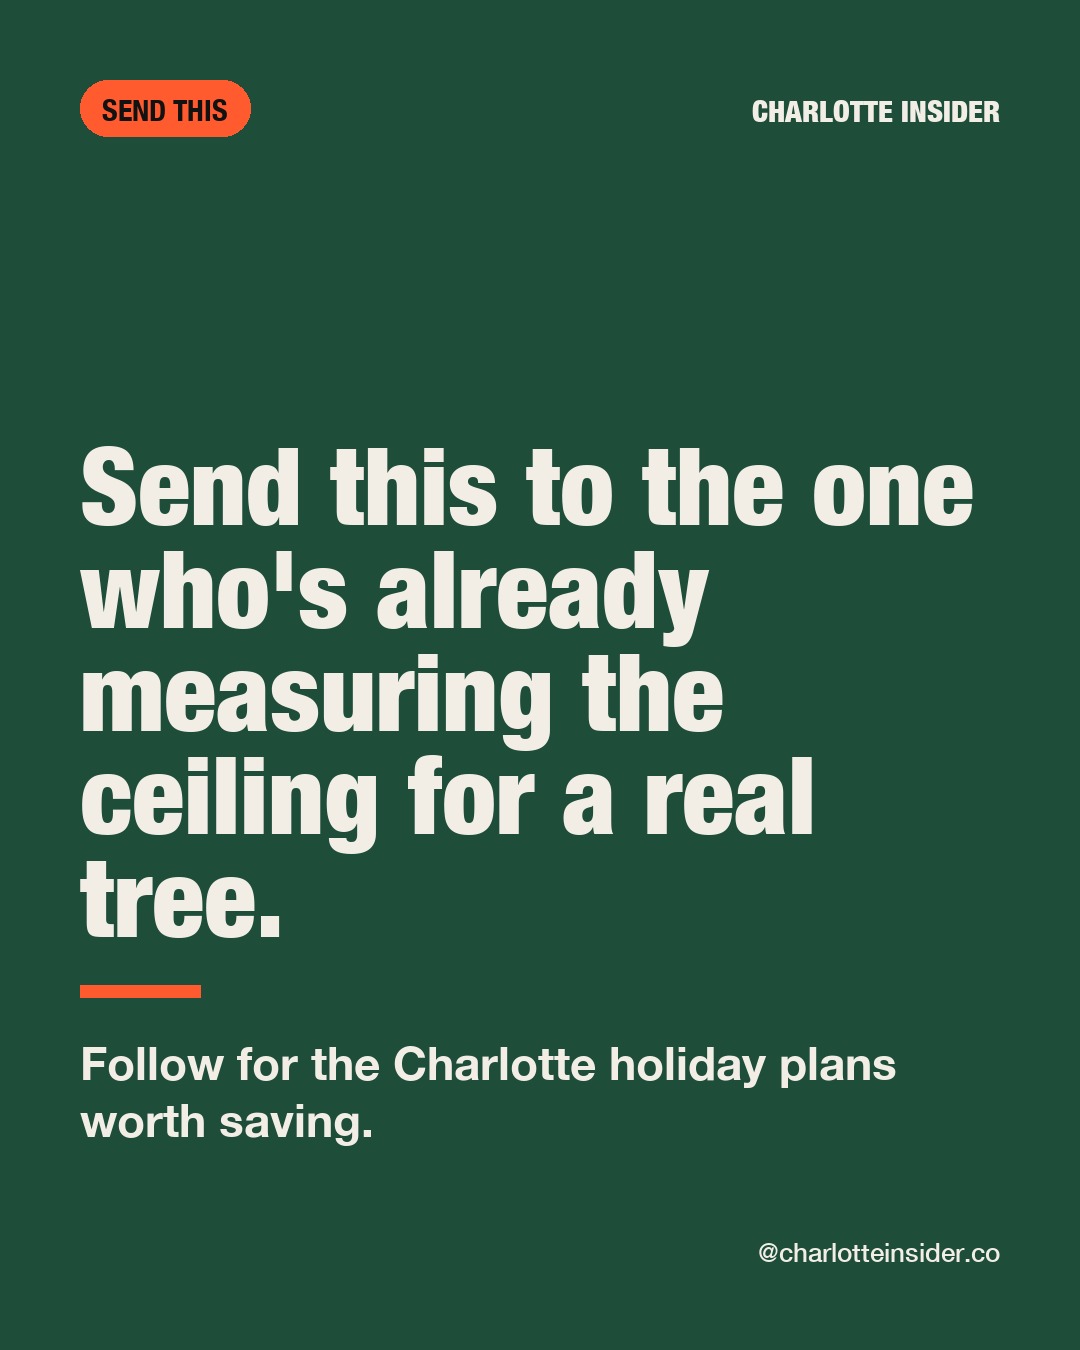 SEND THIS
CHARLOTTE INSIDER
Send this to the one
who's already
measuring the
ceiling for a real
tree.
Follow for the Charlotte holiday plans
worth saving.
@charlotteinsider.co